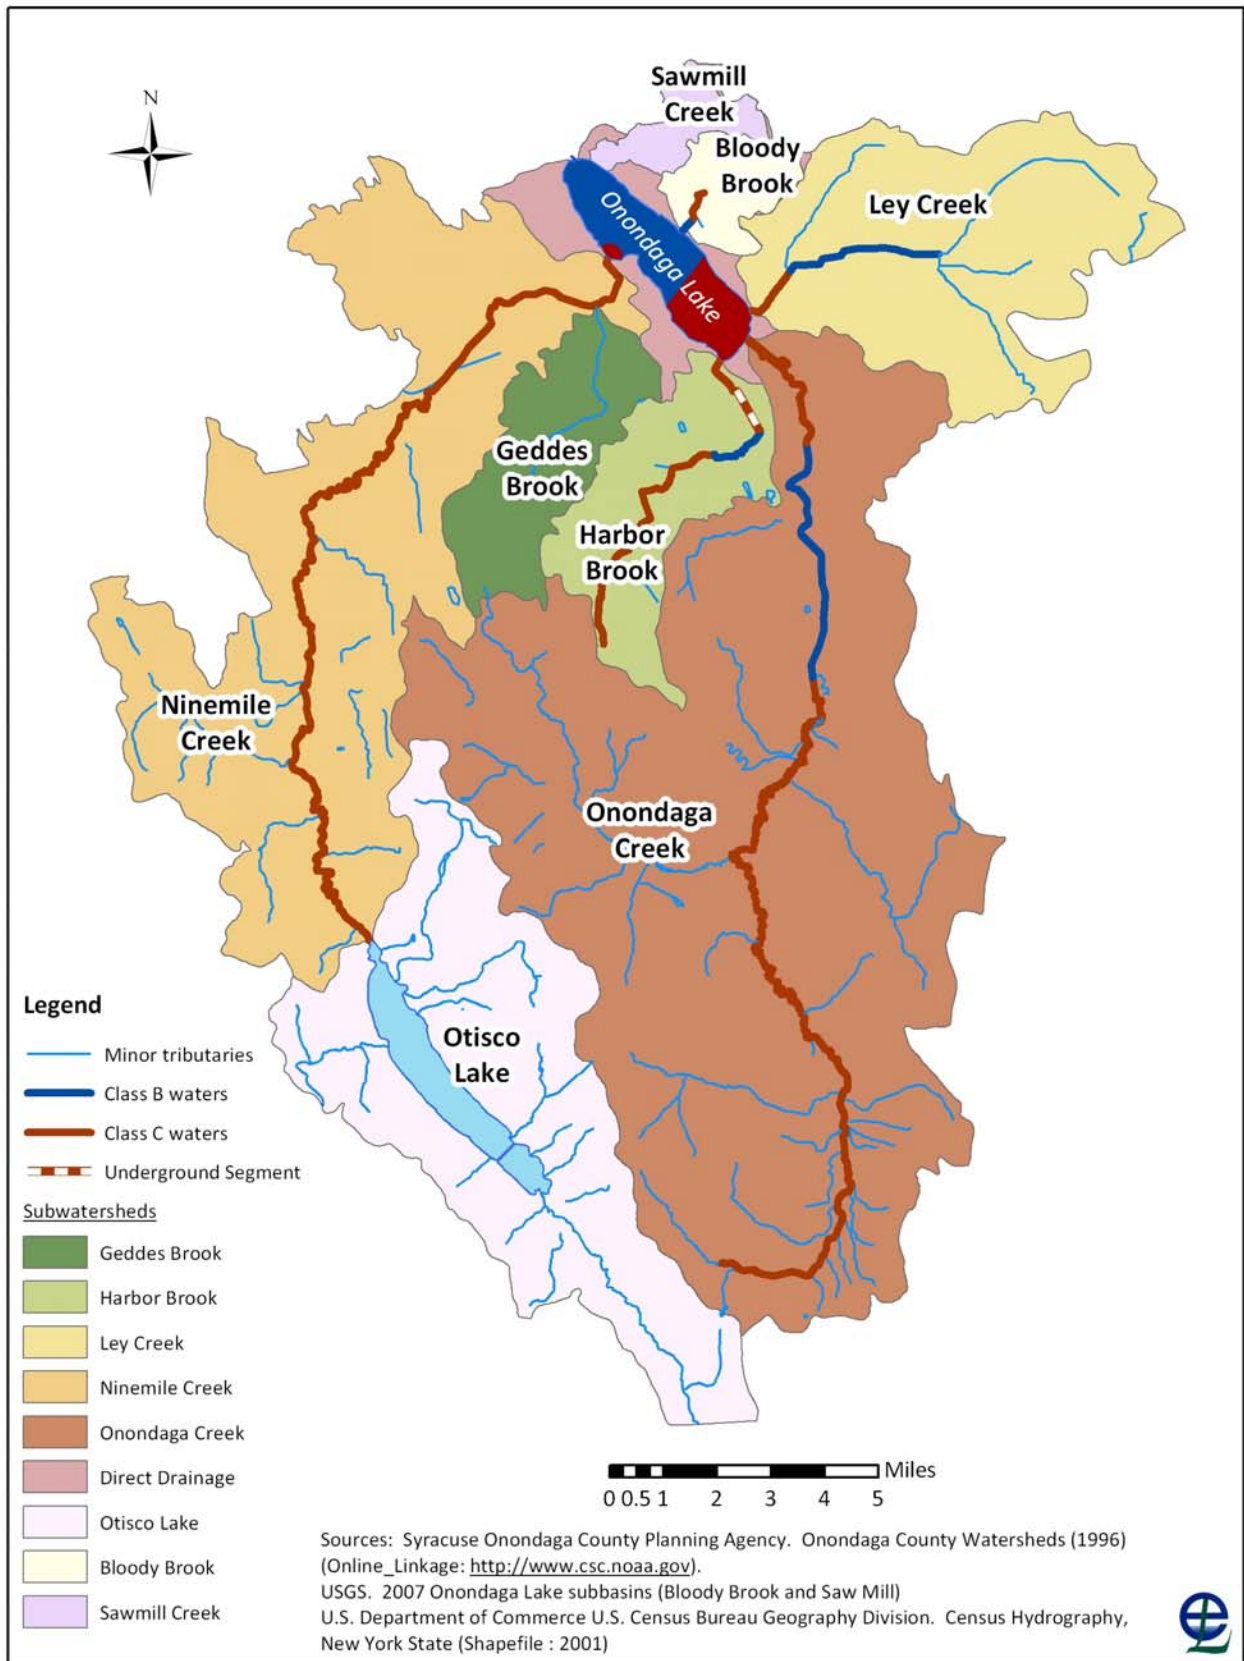 N
Sawmill
Creek
Bloody
Brook
Ley Creek
Onondaga Lake
Geddes
Brook
Harbor
Brook
Ninemile
Creek
Onondaga
Creek
Otisco
Lake
Legend
Minor tributaries
Class B waters
Class C waters
Underground Segment
Subwatersheds
Geddes Brook
Harbor Brook
Ley Creek
Ninemile Creek
Onondaga Creek
Direct Drainage
Otisco Lake
Bloody Brook
Sawmill Creek
Miles
0 0.5 1 2 3 4 5
Sources: Syracuse Onondaga County Planning Agency. Onondaga County Watersheds (1996)
(Online_Linkage: http://www.csc.noaa.gov).
USGS. 2007 Onondaga Lake subbasins (Bloody Brook and Saw Mill)
U.S. Department of Commerce U.S. Census Bureau Geography Division. Census Hydrography,
New York State (Shapefile : 2001)